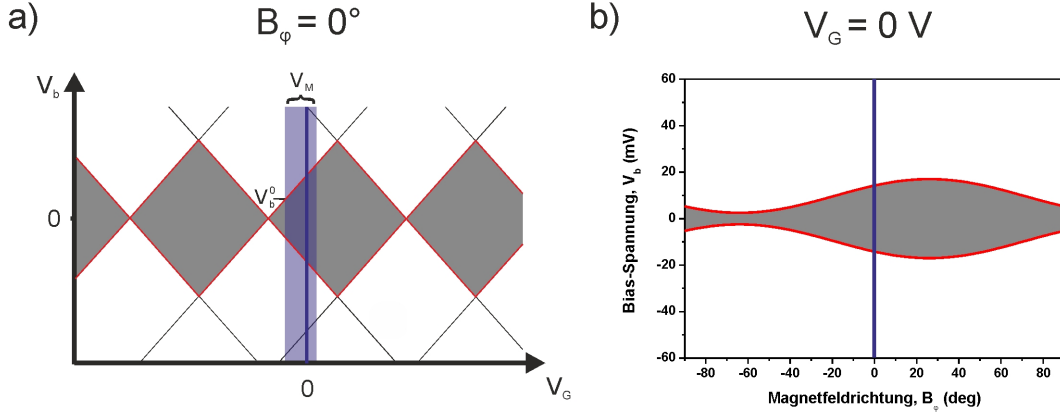 a)
B_φ = 0°
V_b
V_M
V_b^0
0
0
V_G
b)
V_G = 0 V
Bias-Spannung, V_b (mV)
60
40
20
0
-20
-40
-60
-80 -60 -40 -20 0 20 40 60 80
Magnetfeldrichtung, B_φ (deg)